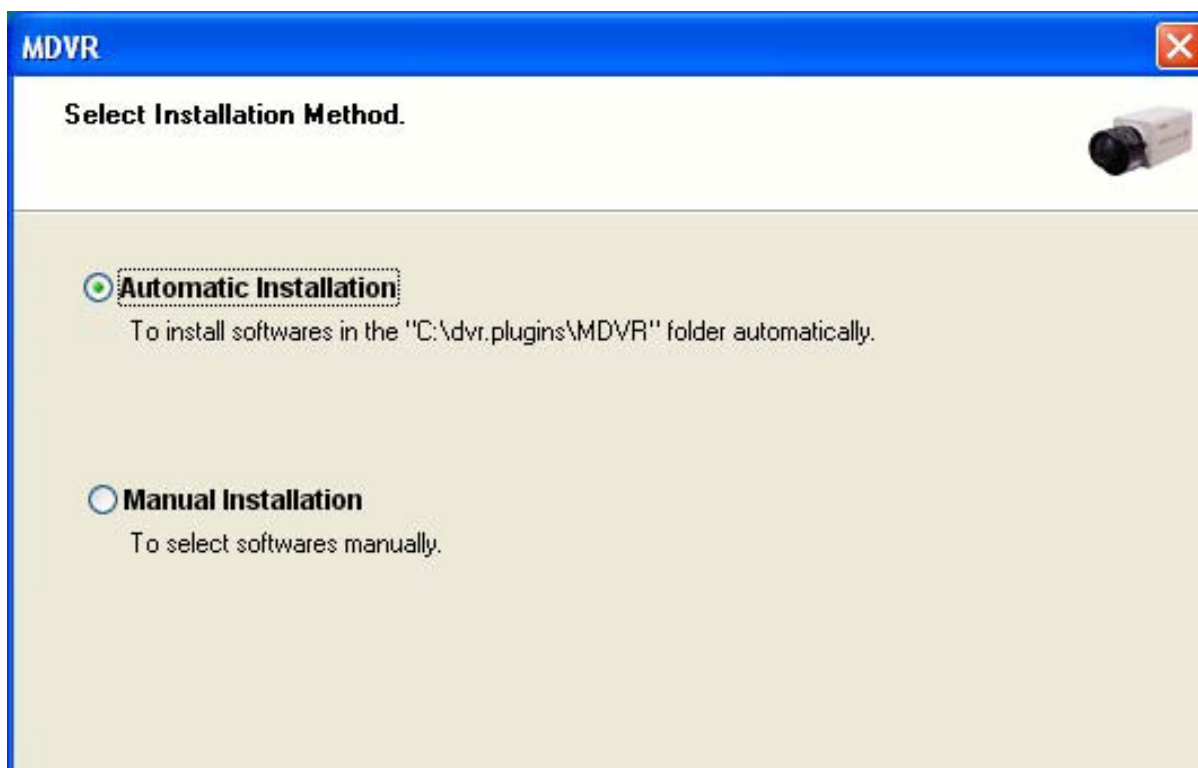 MDVR
Select Installation Method.
Automatic Installation
To install softwares in the "C:\dvr.plugins\MDVR" folder automatically.
Manual Installation
To select softwares manually.